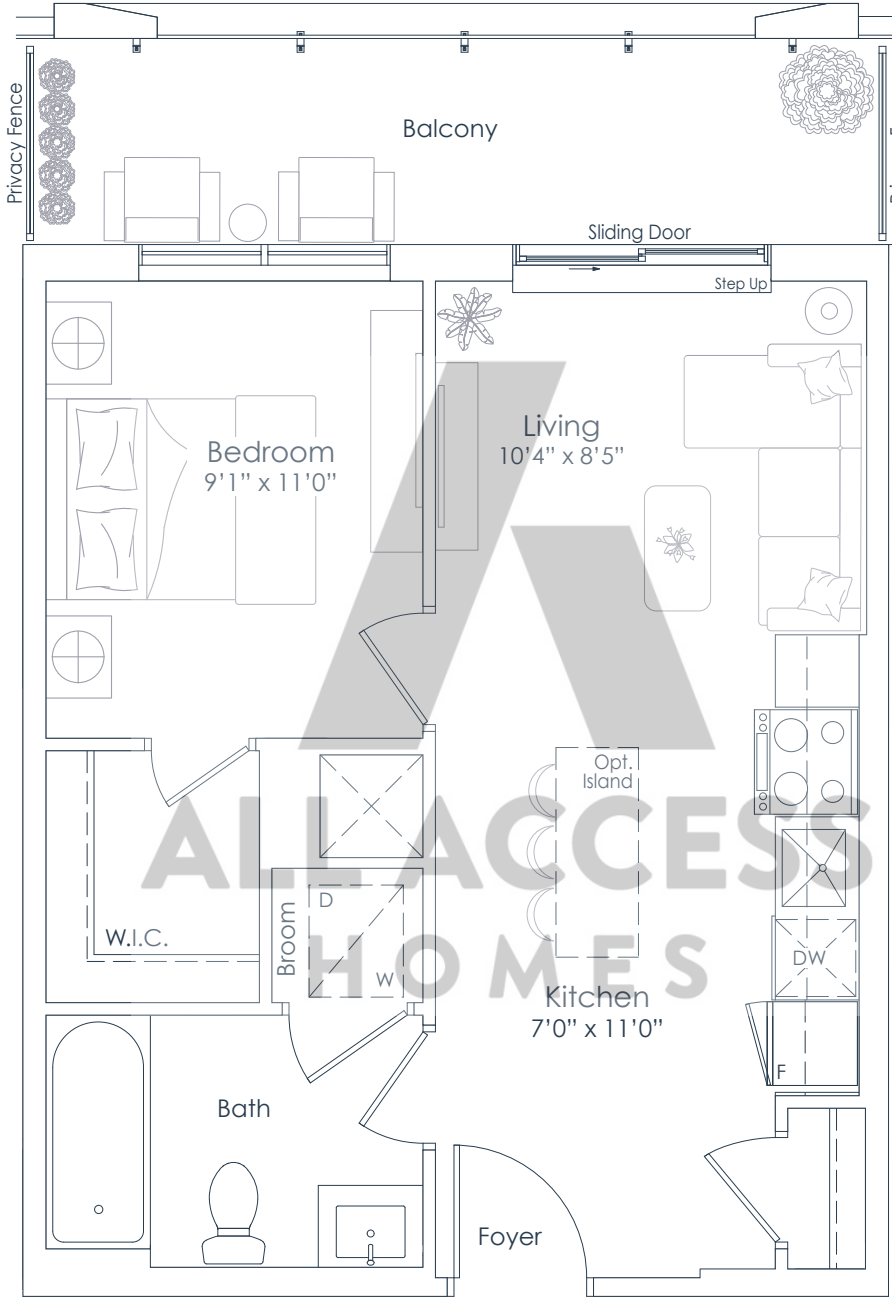 Privacy Fence
Balcony
Sliding Door
Step Up
Bedroom
9’1” x 11’0”
Living
10’4” x 8’5”
Opt.
Island
ALL ACCESS
HOMES
W.I.C.
Broom
D
W
DW
Kitchen
7’0” x 11’0”
F
Bath
Foyer